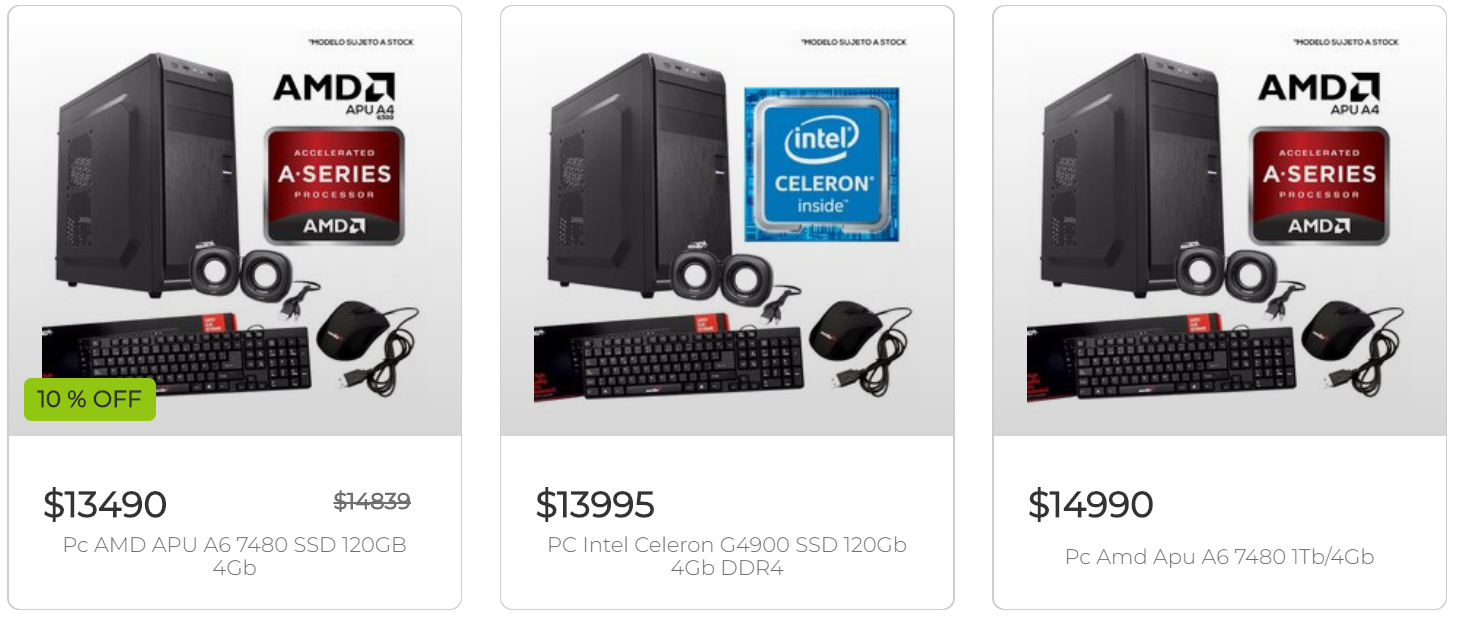 *MODELO SUJETO A STOCK
AMD
APU A4
6300
ACCELERATED
A-SERIES
PROCESSOR
AMD
10 % OFF
$13490
$14839
Pc AMD APU A6 7480 SSD 120GB
4Gb
*MODELO SUJETO A STOCK
intel
CELERON®
inside™
$13995
PC Intel Celeron G4900 SSD 120Gb
4Gb DDR4
*MODELO SUJETO A STOCK
AMD
APU A4
ACCELERATED
A-SERIES
PROCESSOR
AMD
$14990
Pc Amd Apu A6 7480 1Tb/4Gb